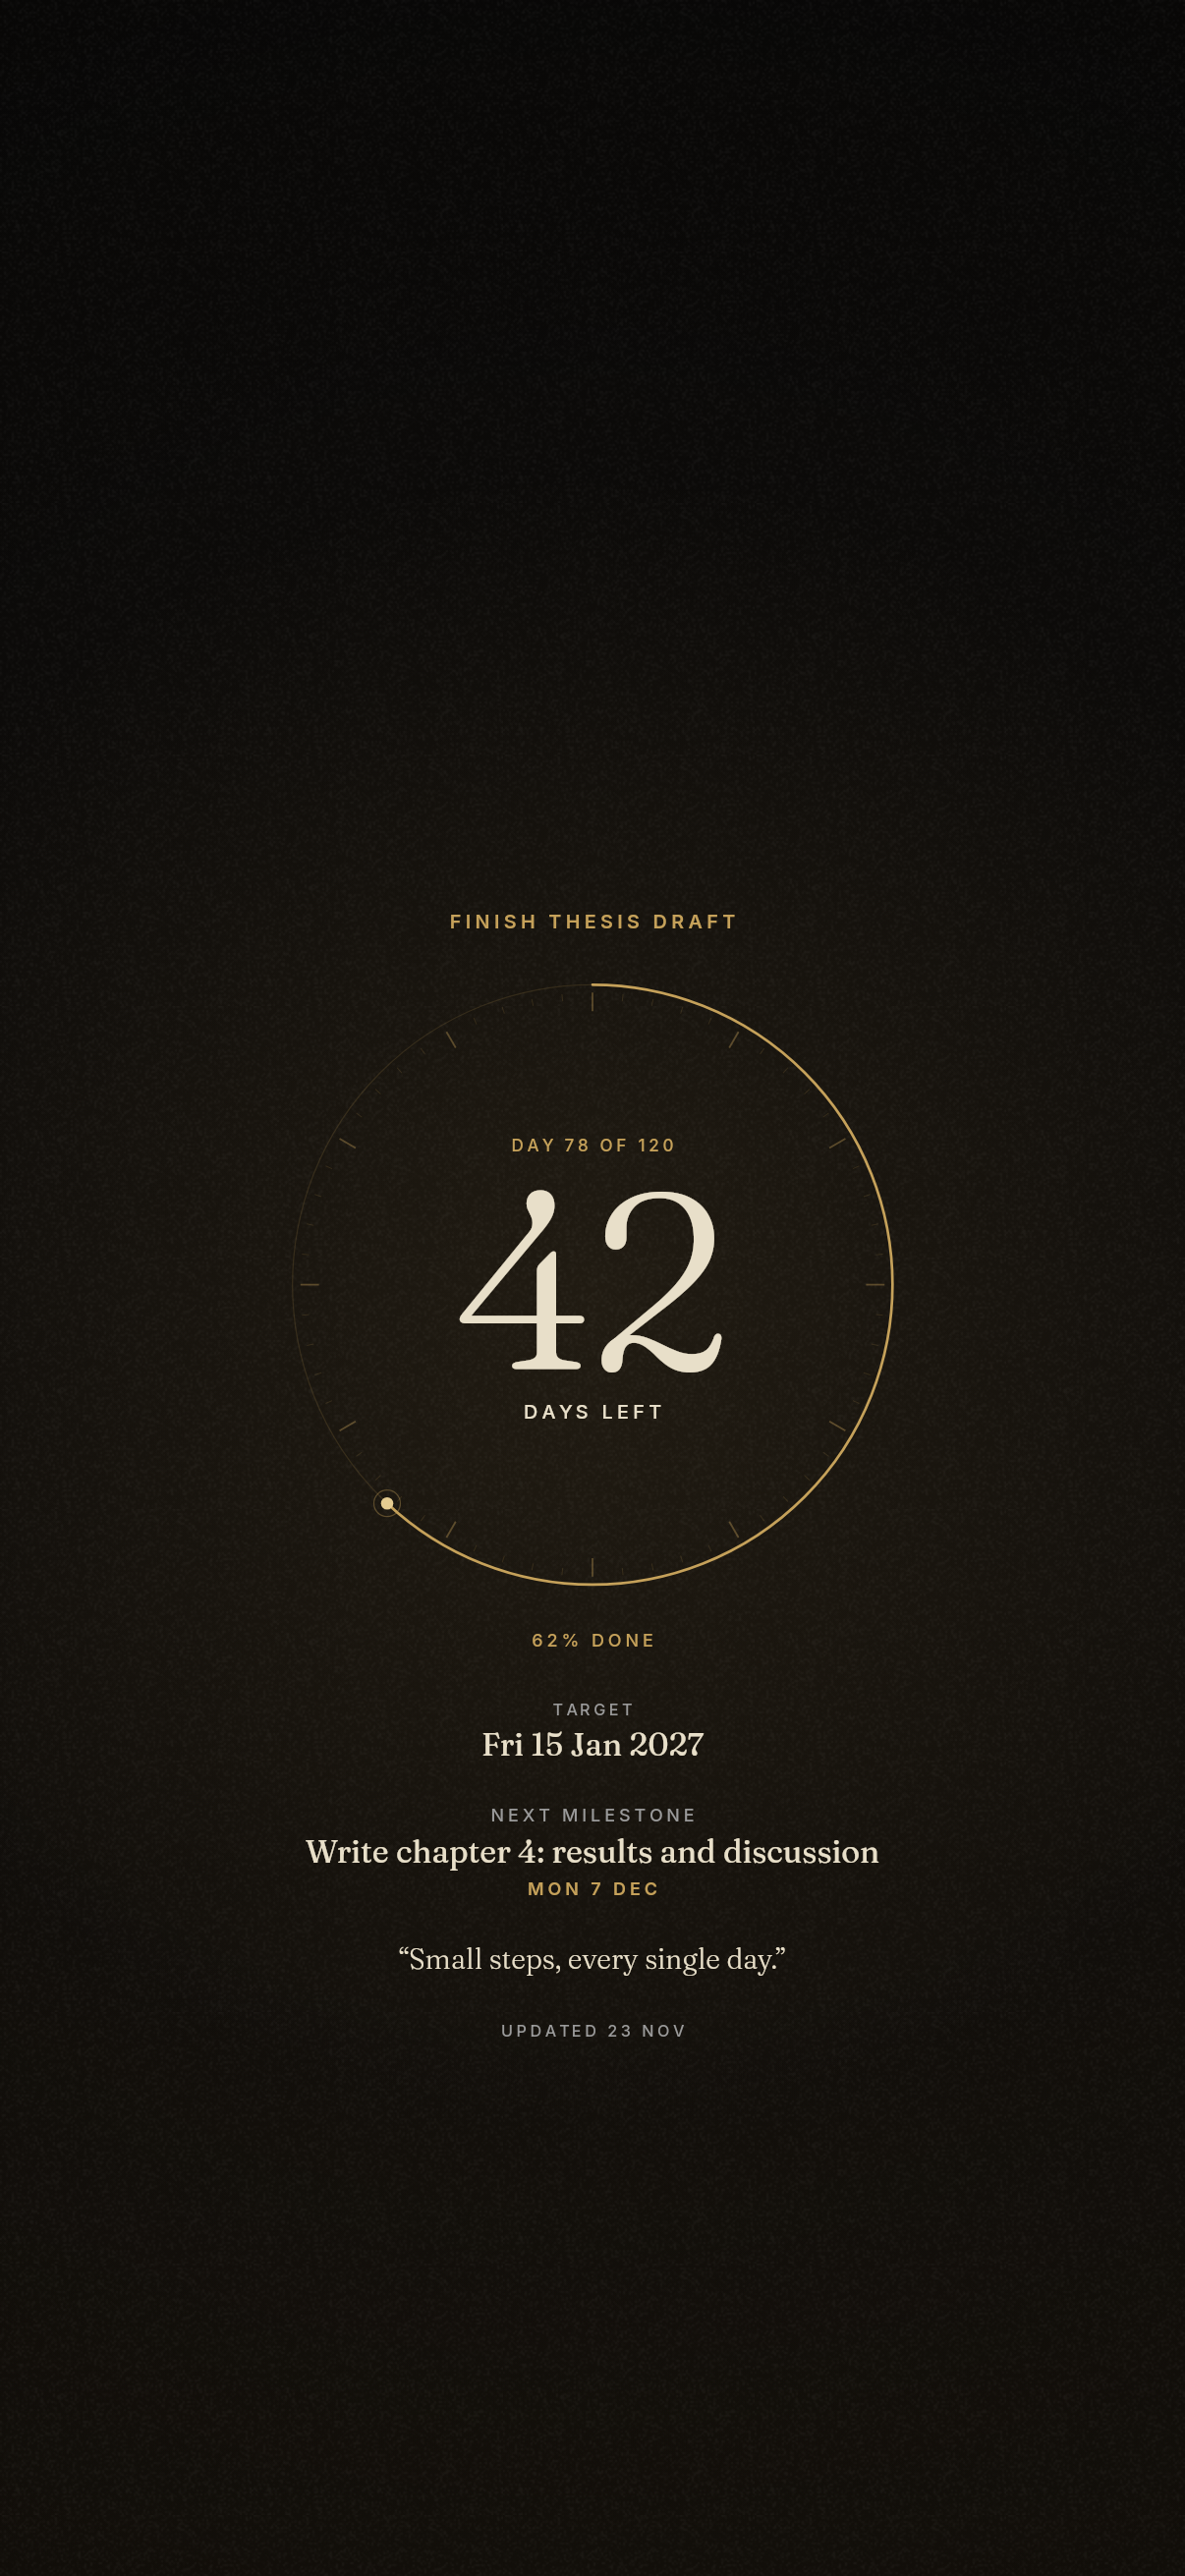 FINISH THESIS DRAFT
DAY 78 OF 120
42
DAYS LEFT
62% DONE
TARGET
Fri 15 Jan 2027
NEXT MILESTONE
Write chapter 4: results and discussion
MON 7 DEC
“Small steps, every single day.”
UPDATED 23 NOV